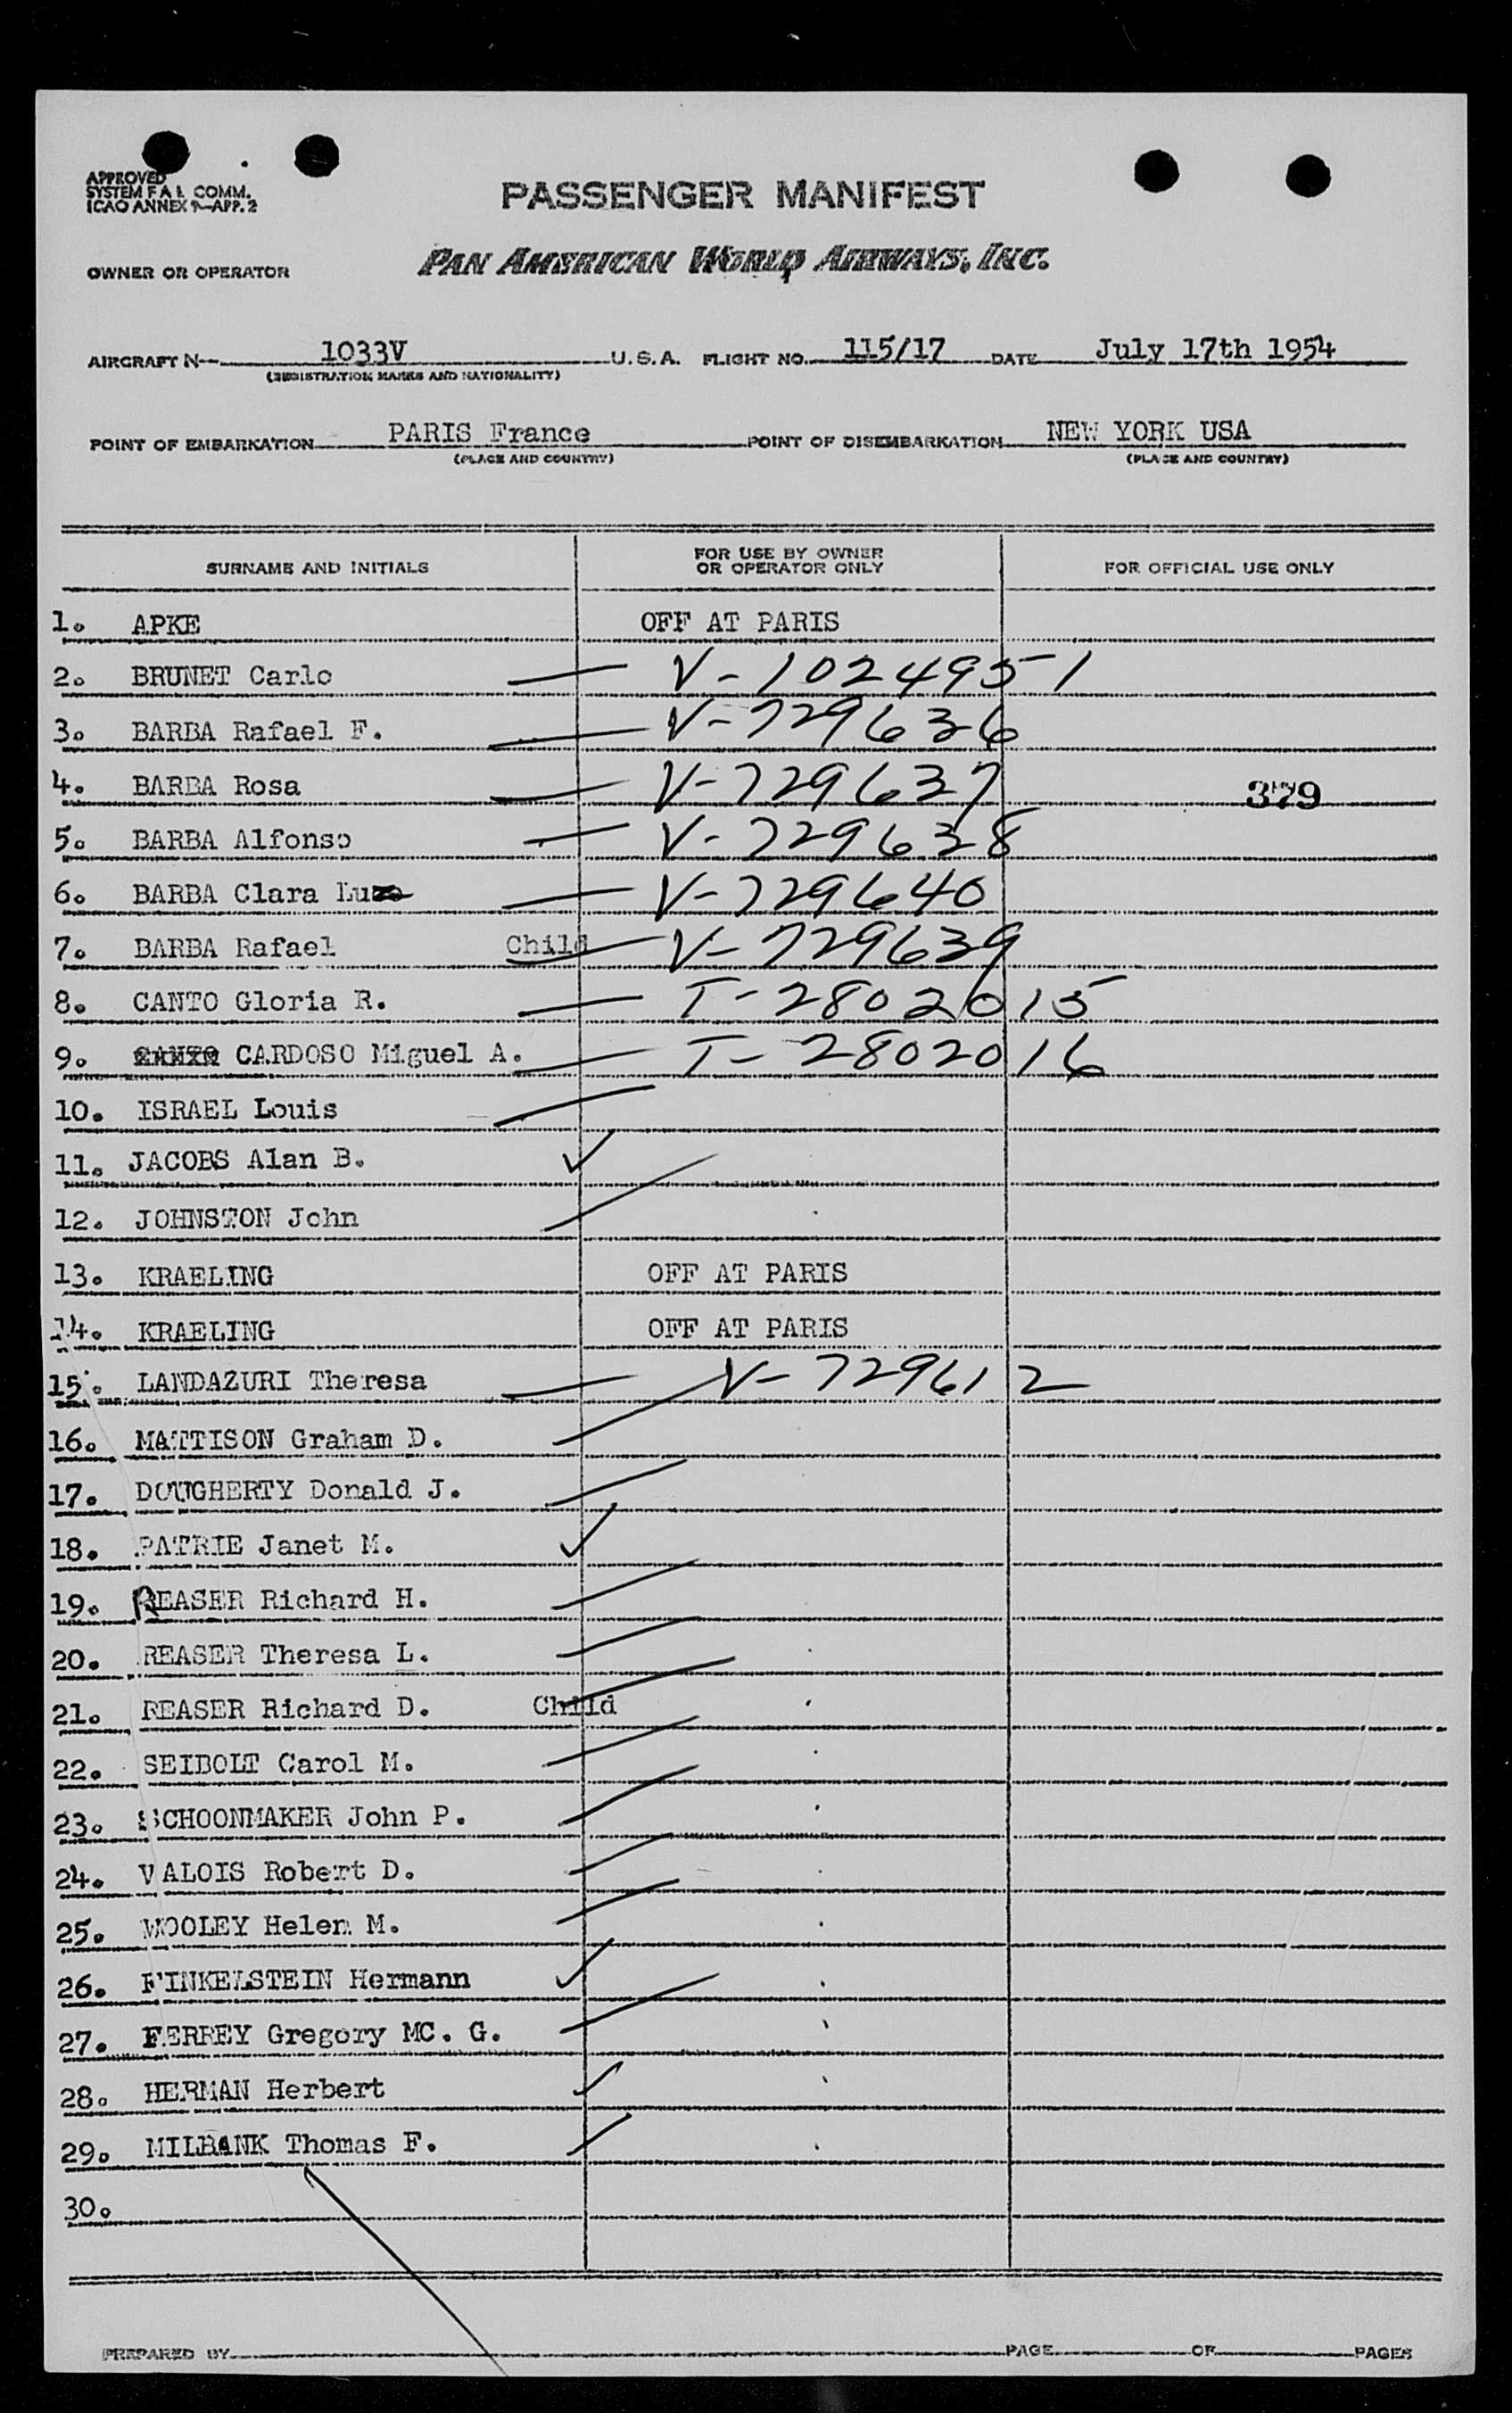 APPROVED
SYSTEM F A L COMM.
ICAO ANNEX 9—APP. 2
PASSENGER MANIFEST
OWNER OR OPERATOR PAN AMERICAN WORLD AIRWAYS, INC.
AIRCRAFT N— 1033V U.S.A. FLIGHT NO. 115/17 DATE July 17th 1954
(REGISTRATION MARKS AND NATIONALITY)
POINT OF EMBARKATION PARIS France POINT OF DISEMBARKATION NEW YORK USA
(PLACE AND COUNTRY) (PLACE AND COUNTRY)
SURNAME AND INITIALS FOR USE BY OWNER OR OPERATOR ONLY FOR OFFICIAL USE ONLY
1. APKE OFF AT PARIS
2. BRUNET Carlo V-1024951
3. BARBA Rafael F. V-729636
4. BARBA Rosa V-729637 379
5. BARBA Alfonso V-729638
6. BARBA Clara Lu V-729640
7. BARBA Rafael Child V-729639
8. CANTO Gloria R. T-2802015
9. CARDOSO Miguel A. T-2802016
10. ISRAEL Louis
11. JACOBS Alan B.
12. JOHNSTON John
13. KRAELING OFF AT PARIS
14. KRAELING OFF AT PARIS
15. LANDAZURI Theresa V-729612
16. MATTISON Graham D.
17. DOUGHERTY Donald J.
18. PATRIE Janet M.
19. REASER Richard H.
20. REASER Theresa L.
21. REASER Richard D. Child
22. SEIBOLT Carol M.
23. SCHOONMAKER John P.
24. VALOIS Robert D.
25. WOOLEY Helen M.
26. FINKELSTEIN Hermann
27. FERREY Gregory MC. G.
28. HERMAN Herbert
29. MILBANK Thomas F.
30.
PREPARED BY PAGE OF PAGES